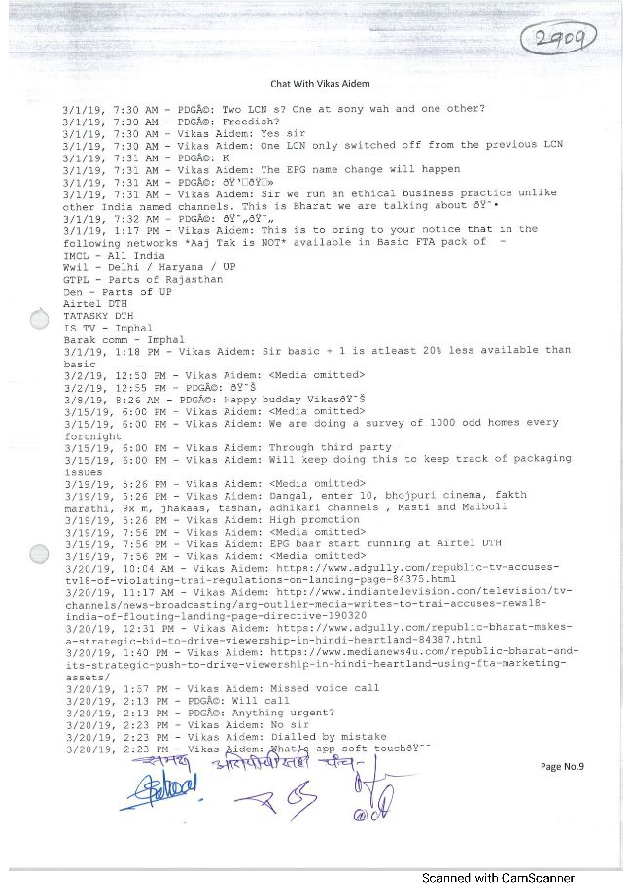 2909
Chat With Vikas Aidem
3/1/19, 7:30 AM - PDGÂ©: Two LCN s? One at sony wah and one other?
3/1/19, 7:30 AM - PDGÂ©: Freedish?
3/1/19, 7:30 AM - Vikas Aidem: Yes sir
3/1/19, 7:30 AM - Vikas Aidem: One LCN only switched off from the previous LCN
3/1/19, 7:31 AM - PDGÂ©: K
3/1/19, 7:31 AM - Vikas Aidem: The EPG name change will happen
3/1/19, 7:31 AM - PDGÂ©:
3/1/19, 7:31 AM - Vikas Aidem: Sir we run an ethical business practice unlike
other India named channels. This is Bharat we are talking about ðŸ˜•
3/1/19, 7:32 AM - PDGÂ©: ðŸ˜„ðŸ˜„
3/1/19, 1:17 PM - Vikas Aidem: This is to bring to your notice that in the
following networks *Aaj Tak is NOT* available in Basic FTA pack of -
IMCL - All India
Wwil - Delhi / Haryana / UP
GTPL - Parts of Rajasthan
Den - Parts of UP
Airtel DTH
TATASKY DTH
IS TV - Imphal
Barak comm - Imphal
3/1/19, 1:18 PM - Vikas Aidem: Sir basic + 1 is atleast 20% less available than
basic
3/2/19, 12:50 PM - Vikas Aidem: <Media omitted>
3/2/19, 12:55 PM - PDGÂ©: ðŸ˜Š
3/8/19, 8:26 AM - PDGÂ©: Happy budday VikasðŸ˜Š
3/15/19, 6:00 PM - Vikas Aidem: <Media omitted>
3/15/19, 6:00 PM - Vikas Aidem: We are doing a survey of 1000 odd homes every
fortnight
3/15/19, 6:00 PM - Vikas Aidem: Through third party
3/15/19, 6:00 PM - Vikas Aidem: Will keep doing this to keep track of packaging
issues
3/19/19, 5:26 PM - Vikas Aidem: <Media omitted>
3/19/19, 5:26 PM - Vikas Aidem: Dangal, enter 10, bhojpuri cinema, fakth
marathi, 9x m, jhakaas, tashan, adhikari channels , Masti and Maiboli
3/19/19, 5:26 PM - Vikas Aidem: High promotion
3/19/19, 7:56 PM - Vikas Aidem: <Media omitted>
3/19/19, 7:56 PM - Vikas Aidem: EPG baar start running at Airtel DTH
3/19/19, 7:56 PM - Vikas Aidem: <Media omitted>
3/20/19, 10:04 AM - Vikas Aidem: https://www.adgully.com/republic-tv-accuses-
tv18-of-violating-trai-regulations-on-landing-page-84375.html
3/20/19, 11:17 AM - Vikas Aidem: http://www.indiantelevision.com/television/tv-
channels/news-broadcasting/arg-outlier-media-writes-to-trai-accuses-news18-
india-of-flouting-landing-page-directive-190320
3/20/19, 12:31 PM - Vikas Aidem: https://www.adgully.com/republic-bharat-makes-
a-strategic-bid-to-drive-viewership-in-hindi-heartland-84387.html
3/20/19, 1:40 PM - Vikas Aidem: https://www.medianews4u.com/republic-bharat-and-
its-strategic-push-to-drive-viewership-in-hindi-heartland-using-fta-marketing-
assets/
3/20/19, 1:57 PM - Vikas Aidem: Missed voice call
3/20/19, 2:13 PM - PDGÂ©: Will call
3/20/19, 2:13 PM - PDGÂ©: Anything urgent?
3/20/19, 2:23 PM - Vikas Aidem: No sir
3/20/19, 2:23 PM - Vikas Aidem: Dialled by mistake
3/20/19, 2:23 PM - Vikas Aidem: What's app soft touchðŸ˜
समक्ष पंच-
Page No.9
Scanned with CamScanner